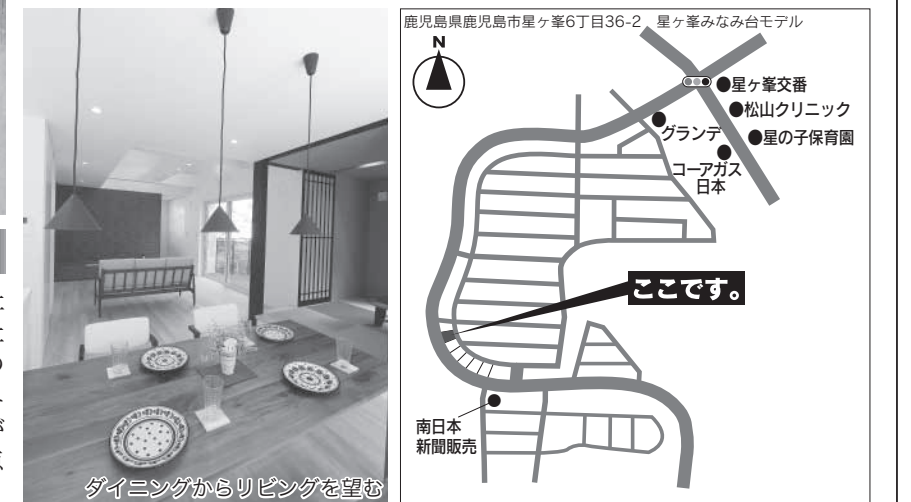 ダイニングからリビングを望む
鹿児島県鹿児島市星ヶ峯6丁目36-2　星ヶ峯みなみ台モデル
N
星ヶ峯交番
松山クリニック
星の子保育園
グランデ
コーアガス
日本
ここです。
南日本
新聞販売